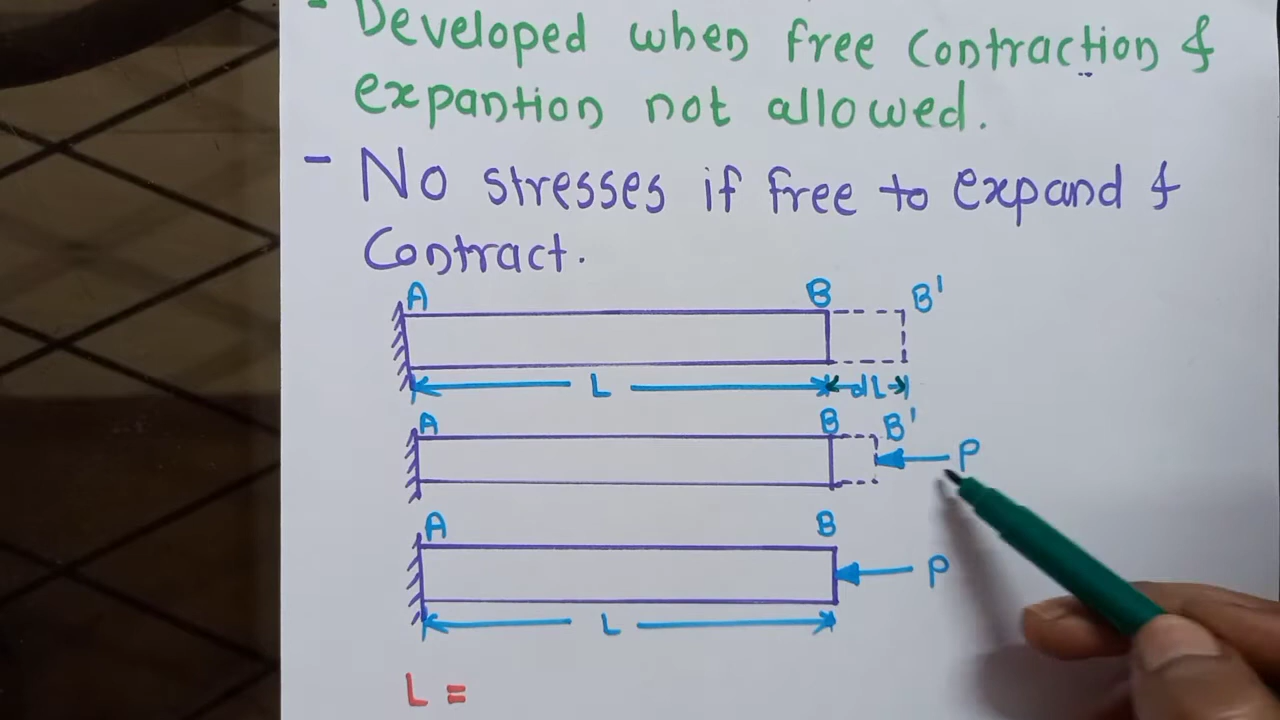 - Developed when free contraction &
expantion not allowed.
- No stresses if free to expand &
contract.
A B B'
L dL
A B B' P
A B P
L
L =